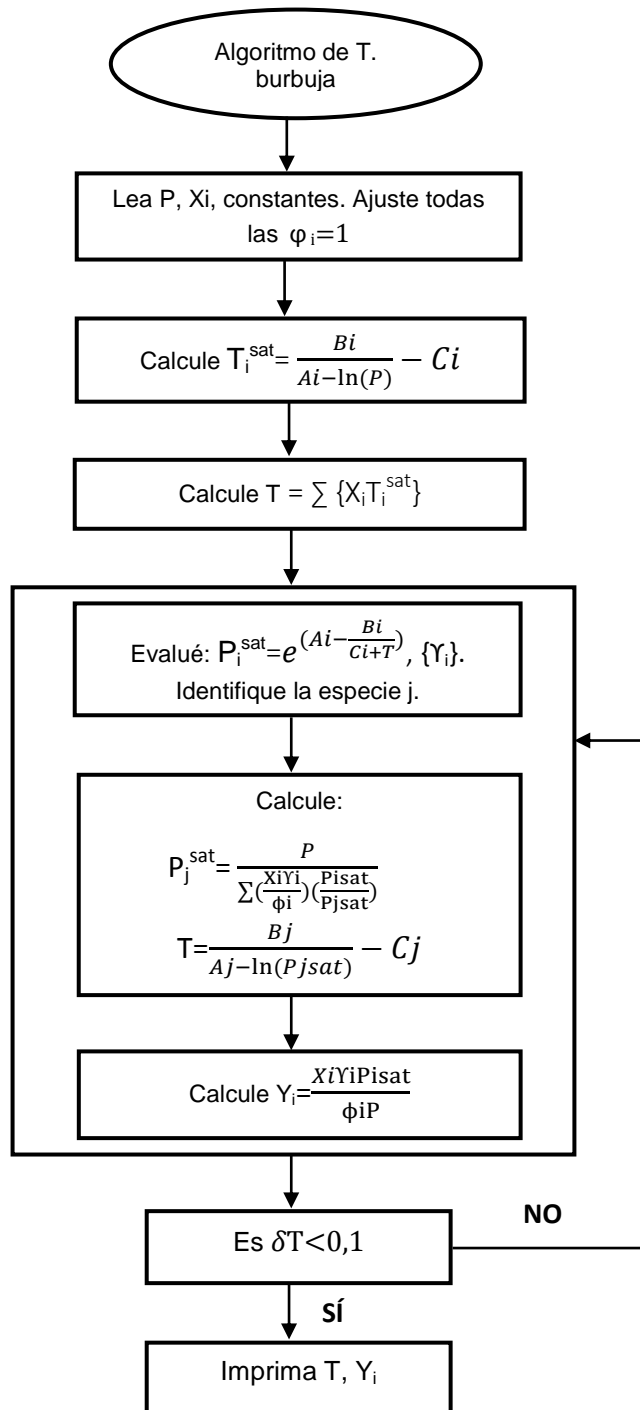 Algoritmo de T.
burbuja
Lea P, Xi, constantes. Ajuste todas
las φ i=1
Calcule Tᵢˢᵃᵗ= Bi/(Ai−ln(P)) − Ci
Calcule T = ∑ {XᵢTᵢˢᵃᵗ}
Evalué: Pᵢˢᵃᵗ=e^(Ai−Bi/(Ci+T)), {ϒᵢ}.
Identifique la especie j.
Calcule:
Pⱼˢᵃᵗ= P/(∑(Xiϒi/ϕi)(Pisat/Pjsat))
T=Bj/(Aj−ln(Pjsat)) − Cj
Calcule Yᵢ=XiϒiPisat/ϕiP
Es δT<0,1
NO
SÍ
Imprima T, Yᵢ